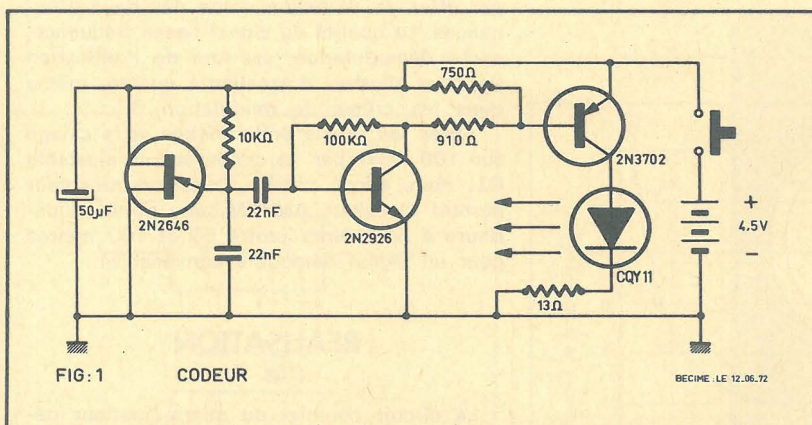 750Ω
10KΩ
100KΩ
910Ω
2N3702
50µF
2N2646
22nF
2N2926
22nF
+
4,5V
−
CQY11
13Ω
FIG: 1
CODEUR
BECIME . LE 12.06.72